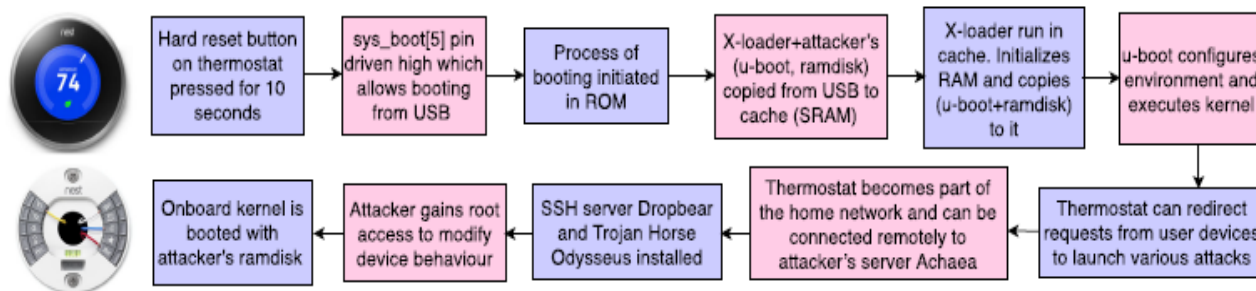 nest
74
Hard reset button
on thermostat
pressed for 10
seconds
sys_boot[5] pin
driven high which
allows booting
from USB
Process of
booting initiated
in ROM
X-loader+attacker's
(u-boot, ramdisk)
copied from USB to
cache (SRAM)
X-loader run in
cache. Initializes
RAM and copies
(u-boot+ramdisk)
to it
u-boot configures
environment and
executes kernel
Thermostat can redirect
requests from user devices
to launch various attacks
Thermostat becomes part of
the home network and can be
connected remotely to
attacker's server Achaea
SSH server Dropbear
and Trojan Horse
Odysseus installed
Attacker gains root
access to modify
device behaviour
Onboard kernel is
booted with
attacker's ramdisk
nest